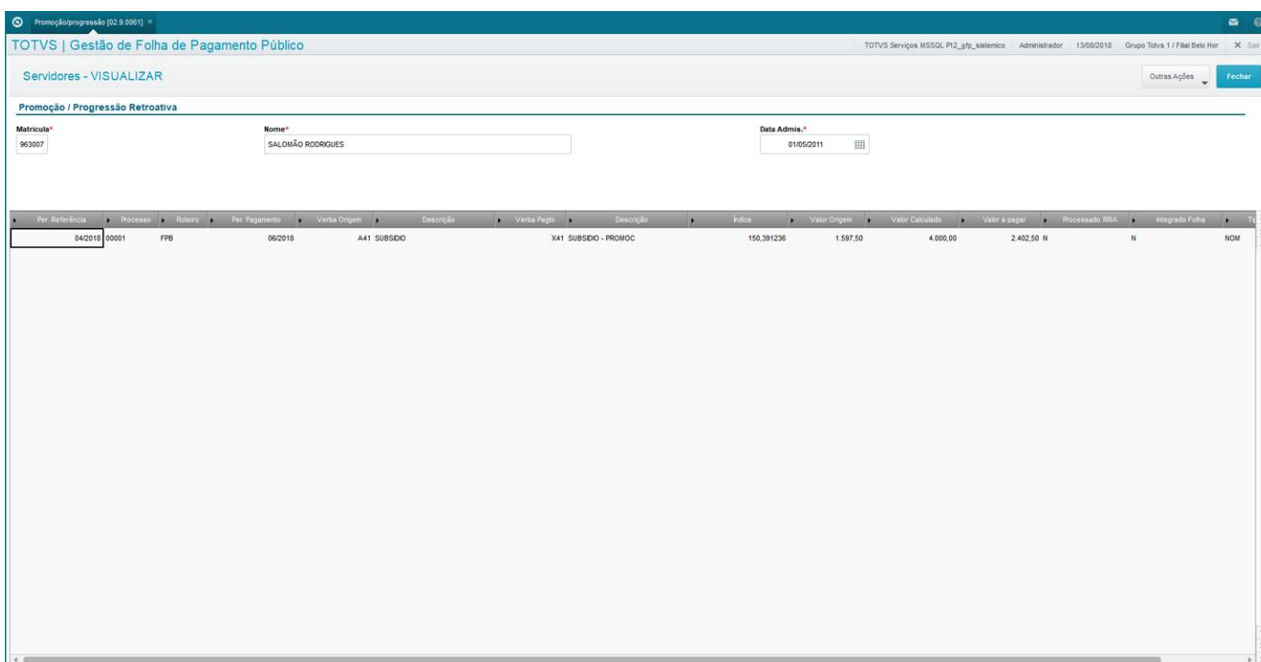 Promoção/progressão [02.9.0061] ×
TOTVS | Gestão de Folha de Pagamento Público
TOTVS Serviços MSSQL P12_gfp_sistemico Administrador 13/08/2018 Grupo Totvs 1 / Filial Belo Hor X Sair
Servidores - VISUALIZAR
Outras Ações Fechar
Promoção / Progressão Retroativa
Matricula* Nome* Data Admis.*
963007 SALOMÃO RODRIGUES 01/05/2011
Per. Referência Processo Roteiro Per. Pagamento Verba Origem Descrição Verba Pagto Descrição Indice Valor Origem Valor Calculado Valor a pagar Processado RRA Integrado Folha
04/2018 00001 FPB 06/2018 A41 SUBSIDIO X41 SUBSIDIO - PROMOC 150,391236 1.597,50 4.000,00 2.402,50 N N NOM